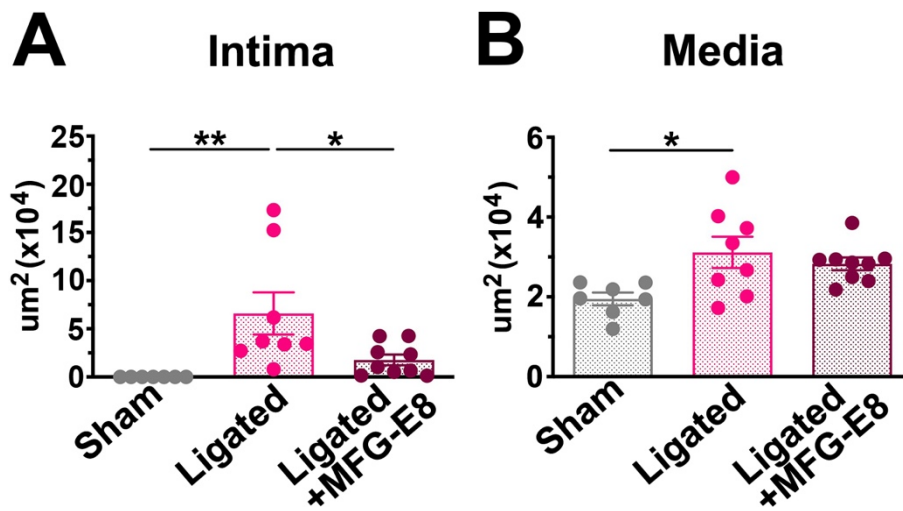 A
Intima
um² (x10⁴)
25
20
15
10
5
0
**
*
Sham
Ligated
Ligated
+MFG-E8
B
Media
um² (x10⁴)
6
4
2
0
*
Sham
Ligated
Ligated
+MFG-E8